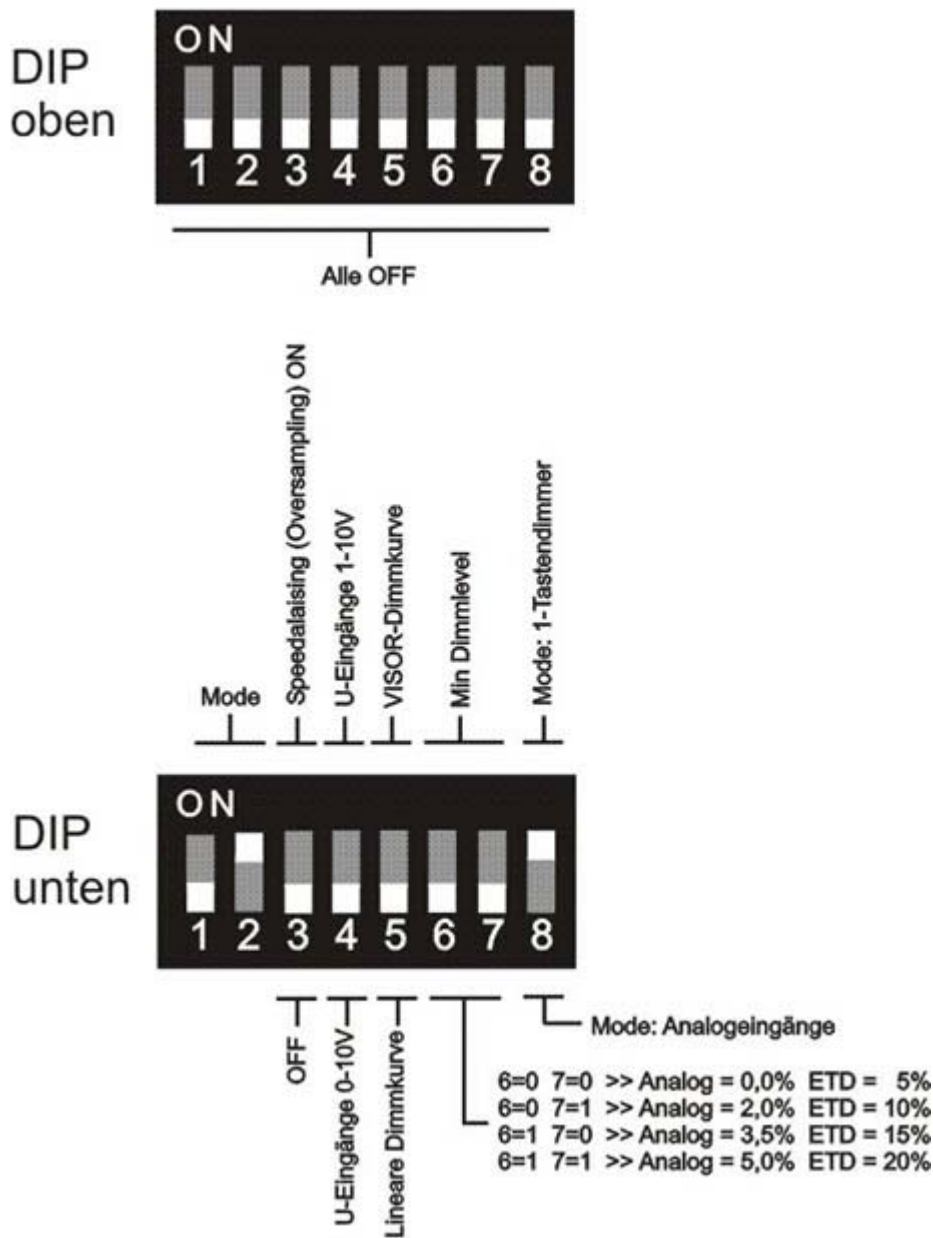 DIP
oben
ON
1 2 3 4 5 6 7 8
Alle OFF
Mode
Speedalaising (Oversampling) ON
U-Eingänge 1-10V
VISOR-Dimmkurve
Min Dimmlevel
Mode: 1-Tastendimmer
DIP
unten
ON
1 2 3 4 5 6 7 8
OFF
U-Eingänge 0-10V
Lineare Dimmkurve
Mode: Analogeingänge
6=0 7=0 >> Analog = 0,0% ETD = 5%
6=0 7=1 >> Analog = 2,0% ETD = 10%
6=1 7=0 >> Analog = 3,5% ETD = 15%
6=1 7=1 >> Analog = 5,0% ETD = 20%